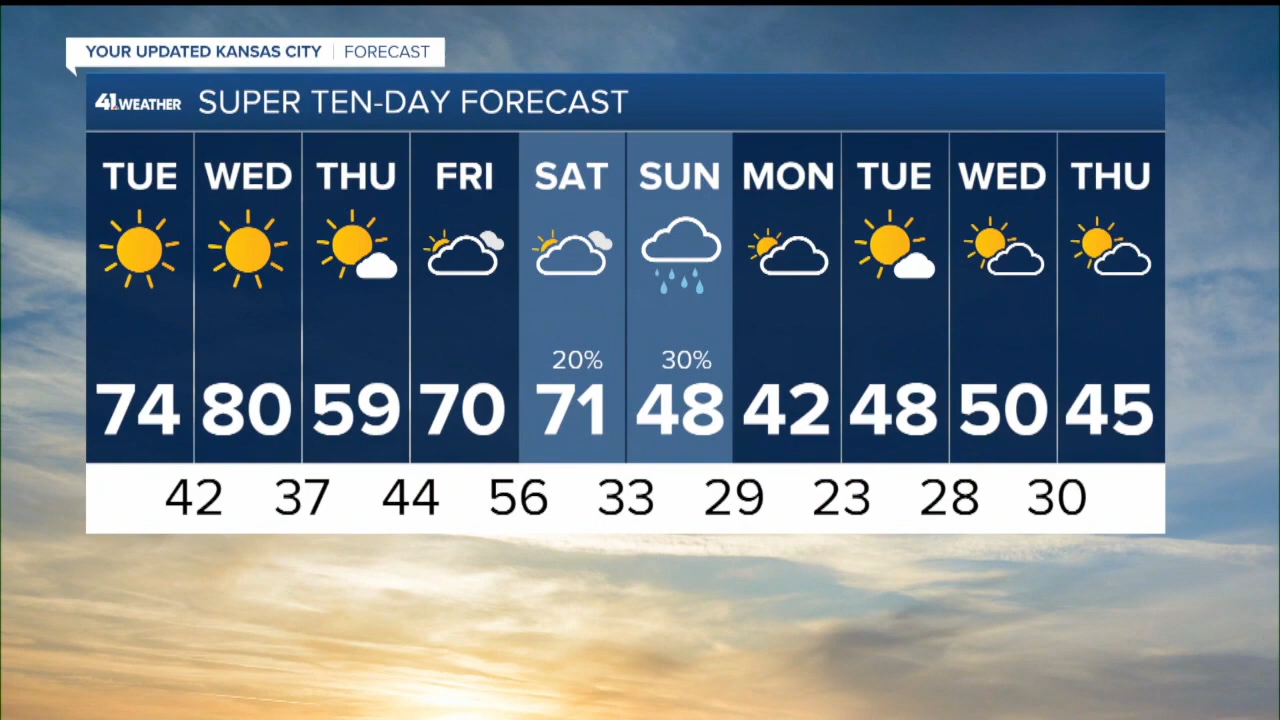 YOUR UPDATED KANSAS CITY | FORECAST
41 WEATHER SUPER TEN-DAY FORECAST
TUE WED THU FRI SAT SUN MON TUE WED THU
20% 30%
74 80 59 70 71 48 42 48 50 45
42 37 44 56 33 29 23 28 30